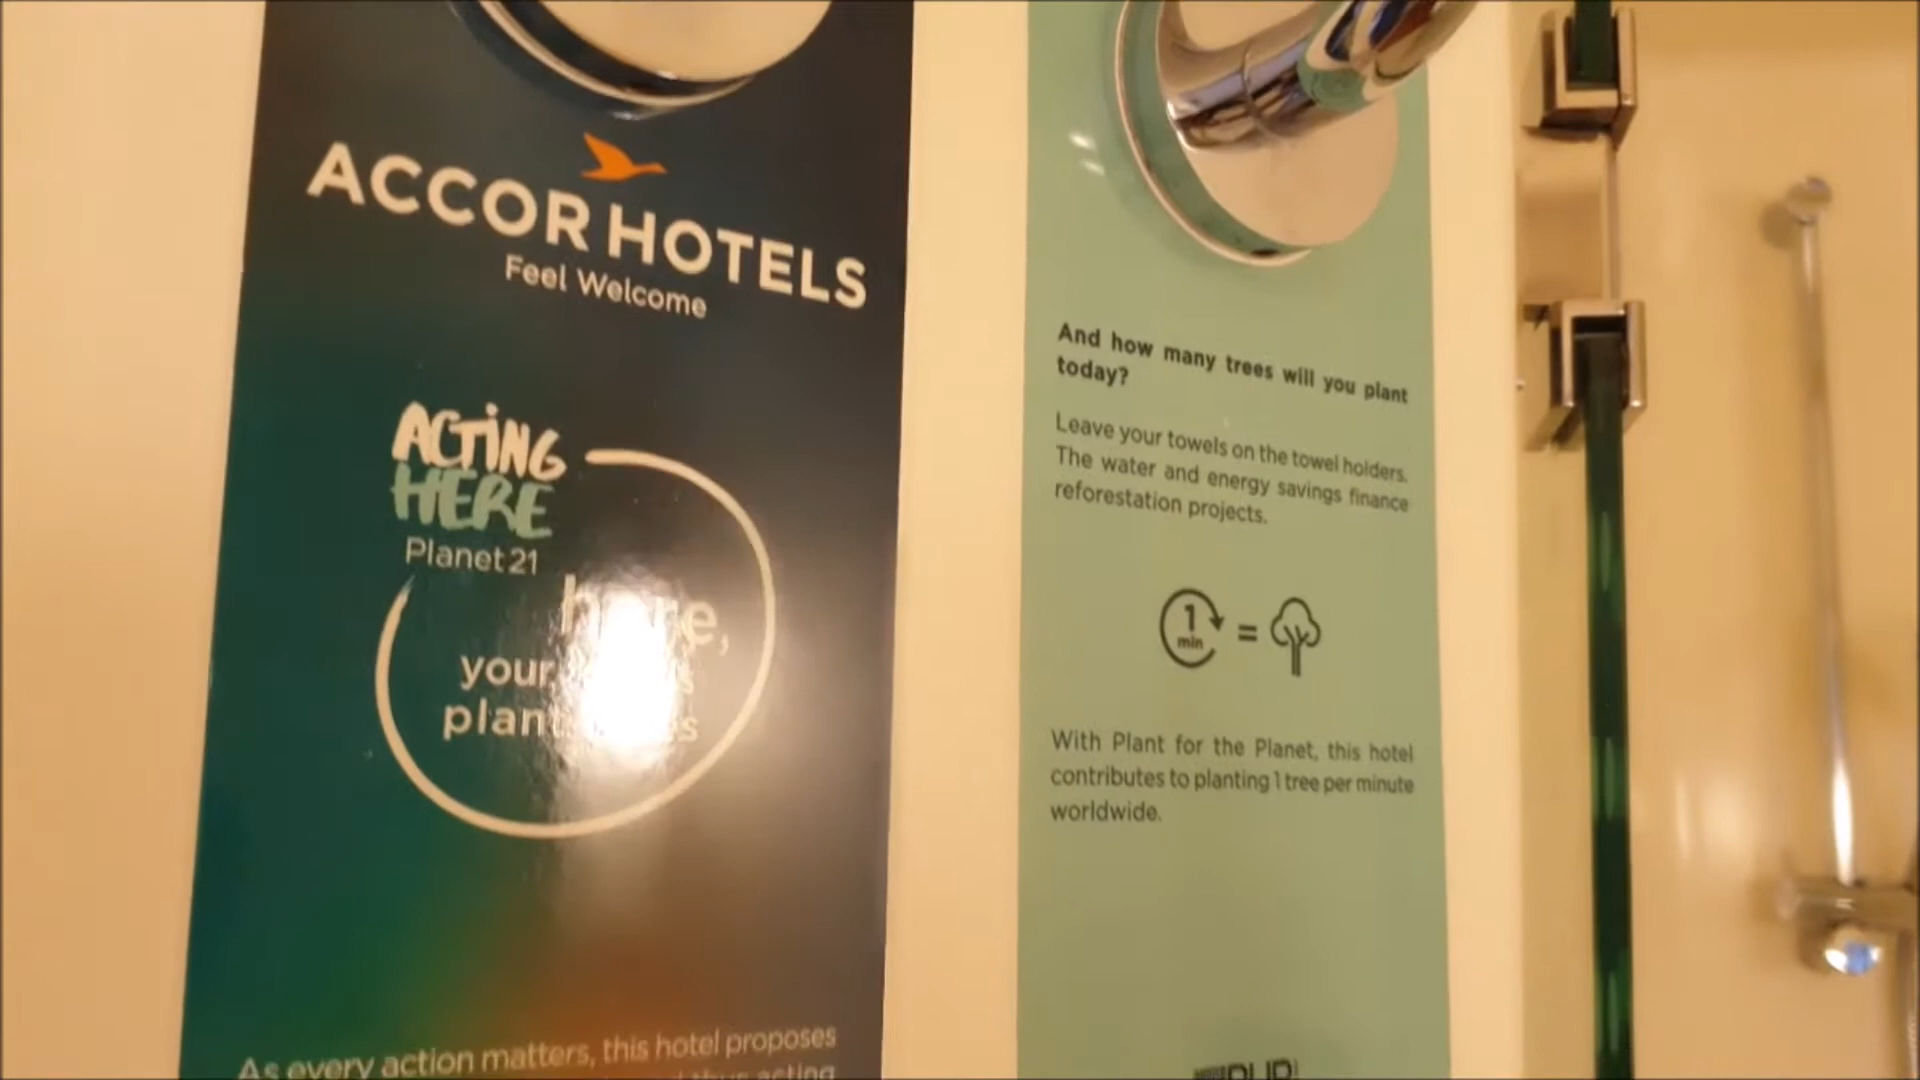 ACCOR HOTELS
Feel Welcome
ACTING
HERE
Planet 21
here,
your
plant
As every action matters, this hotel proposes
acting
And how many trees will you plant
today?
Leave your towels on the towel holders.
The water and energy savings finance
reforestation projects.
1
min
=
With Plant for the Planet, this hotel
contributes to planting 1 tree per minute
worldwide.